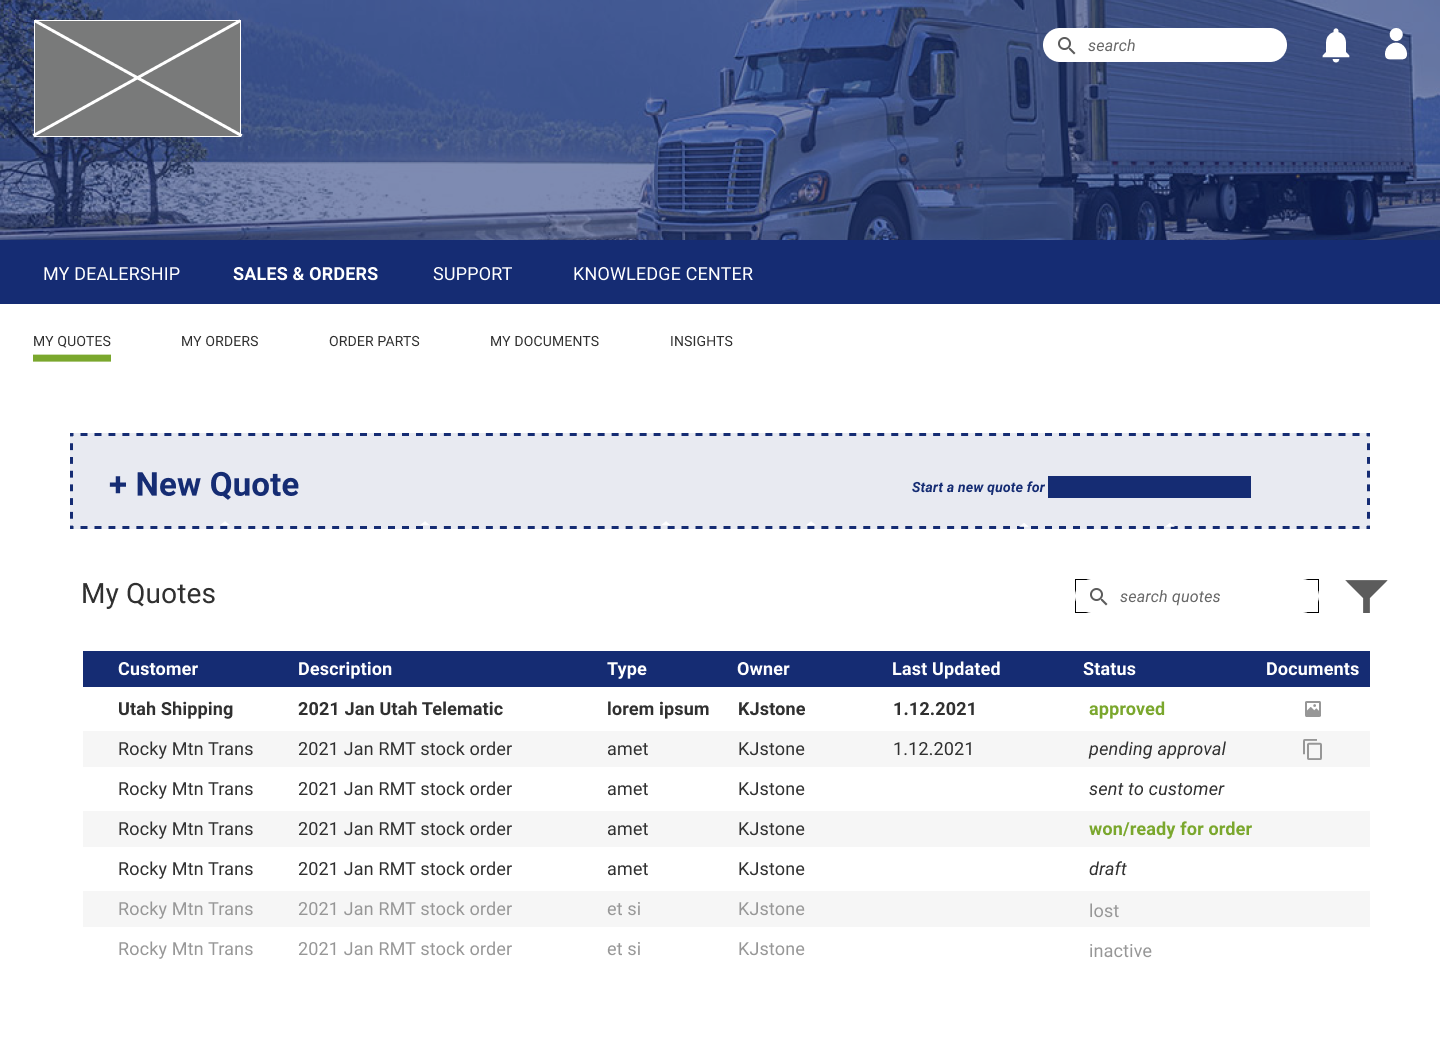 search
MY DEALERSHIP SALES & ORDERS SUPPORT KNOWLEDGE CENTER
MY QUOTES MY ORDERS ORDER PARTS MY DOCUMENTS INSIGHTS
+ New Quote Start a new quote for
My Quotes search quotes
Customer Description Type Owner Last Updated Status Documents
Utah Shipping 2021 Jan Utah Telematic lorem ipsum KJstone 1.12.2021 approved
Rocky Mtn Trans 2021 Jan RMT stock order amet KJstone 1.12.2021 pending approval
Rocky Mtn Trans 2021 Jan RMT stock order amet KJstone sent to customer
Rocky Mtn Trans 2021 Jan RMT stock order amet KJstone won/ready for order
Rocky Mtn Trans 2021 Jan RMT stock order amet KJstone draft
Rocky Mtn Trans 2021 Jan RMT stock order et si KJstone lost
Rocky Mtn Trans 2021 Jan RMT stock order et si KJstone inactive